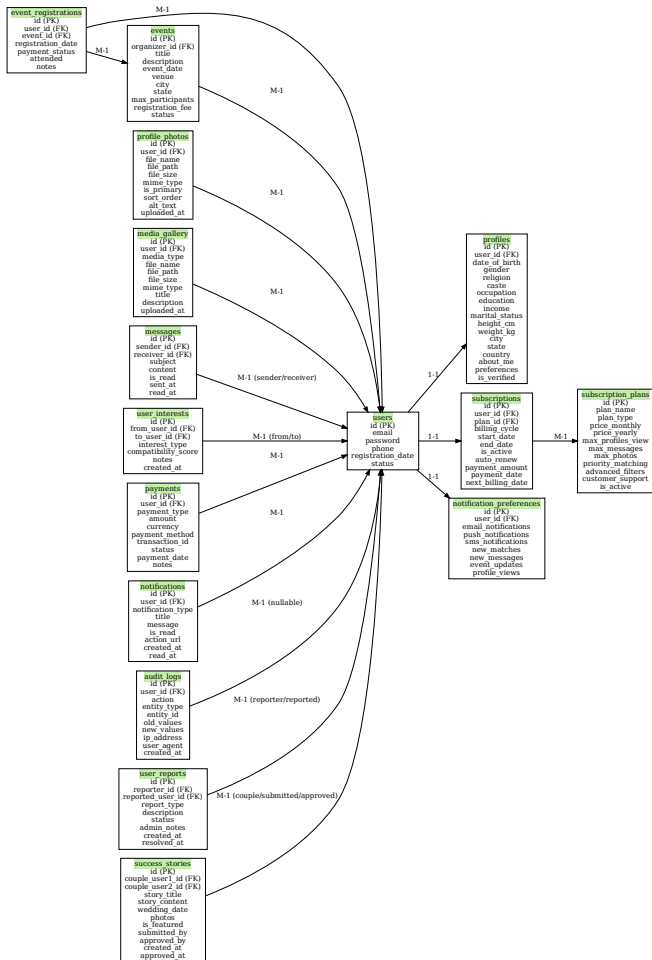 event_registrations
id (PK)
user_id (FK)
event_id (FK)
registration_date
payment_status
attended
notes
M-1
M-1
events
id (PK)
organizer_id (FK)
title
description
event_date
venue
city
state
max_participants
registration_fee
status
M-1
profile_photos
id (PK)
user_id (FK)
file_name
file_path
file_size
mime_type
is_primary
sort_order
alt_text
uploaded_at
M-1
media_gallery
id (PK)
user_id (FK)
media_type
file_name
file_path
file_size
mime_type
title
description
uploaded_at
M-1
messages
id (PK)
sender_id (FK)
receiver_id (FK)
subject
content
is_read
sent_at
read_at
M-1 (sender/receiver)
user_interests
id (PK)
from_user_id (FK)
to_user_id (FK)
interest_type
compatibility_score
notes
created_at
M-1 (from/to)
M-1
payments
id (PK)
user_id (FK)
payment_type
amount
currency
payment_method
transaction_id
status
payment_date
notes
M-1
notifications
id (PK)
user_id (FK)
notification_type
title
message
is_read
action_url
created_at
read_at
M-1 (nullable)
audit_logs
id (PK)
user_id (FK)
action
entity_type
entity_id
old_values
new_values
ip_address
user_agent
created_at
M-1 (reporter/reported)
user_reports
id (PK)
reporter_id (FK)
reported_user_id (FK)
report_type
description
status
admin_notes
created_at
resolved_at
M-1 (couple/submitted/approved)
success_stories
id (PK)
couple_user1_id (FK)
couple_user2_id (FK)
story_title
story_content
wedding_date
photos
is_featured
submitted_by
approved_by
created_at
approved_at
users
id (PK)
email
password
phone
registration_date
status
1-1
1-1
1-1
profiles
id (PK)
user_id (FK)
date_of_birth
gender
religion
caste
occupation
education
income
marital_status
height_cm
weight_kg
city
state
country
about_me
preferences
is_verified
subscriptions
id (PK)
user_id (FK)
plan_id (FK)
billing_cycle
start_date
end_date
is_active
auto_renew
payment_amount
payment_date
next_billing_date
M-1
notification_preferences
id (PK)
user_id (FK)
email_notifications
push_notifications
sms_notifications
new_matches
new_messages
event_updates
profile_views
subscription_plans
id (PK)
plan_name
plan_type
price_monthly
price_yearly
max_profiles_view
max_messages
max_photos
priority_matching
advanced_filters
customer_support
is_active